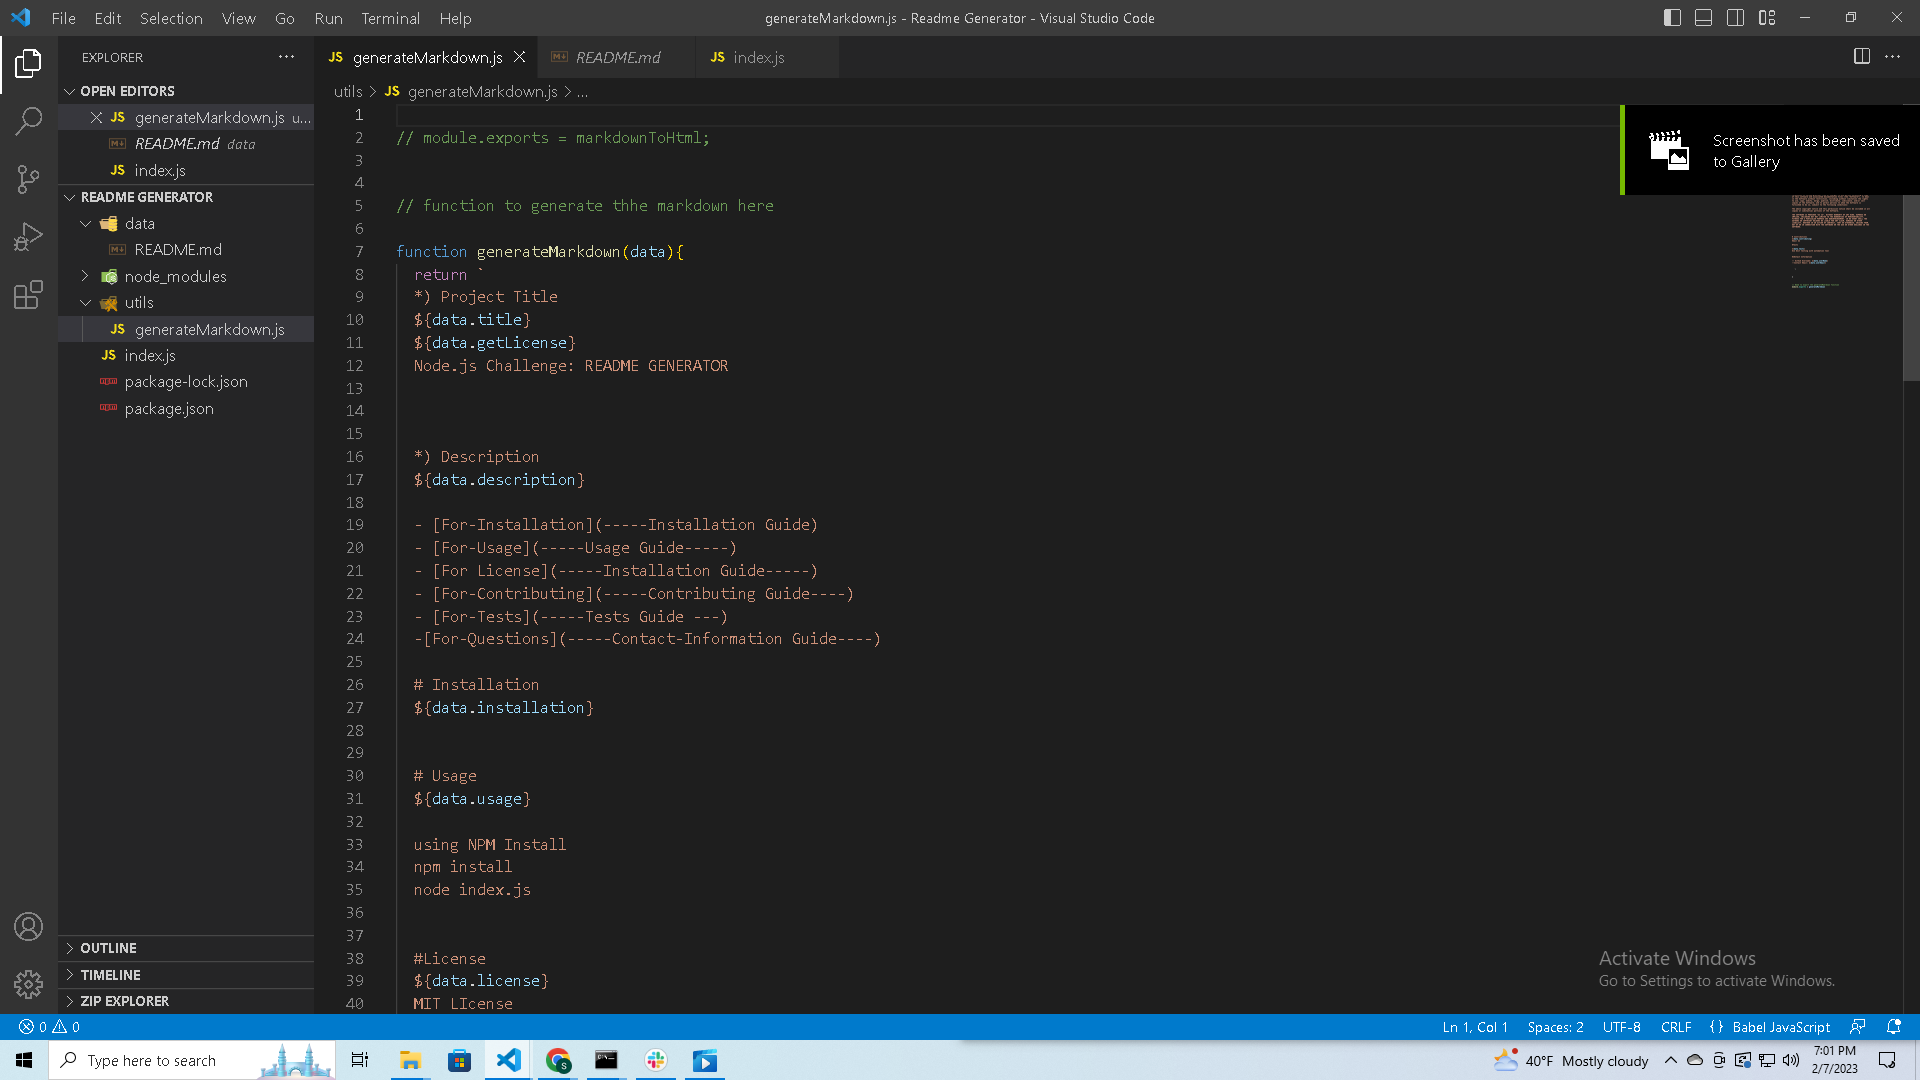 File Edit Selection View Go Run Terminal Help
generateMarkdown.js - Readme Generator - Visual Studio Code
EXPLORER
OPEN EDITORS
JS generateMarkdown.js u...
README.md data
JS index.js
README GENERATOR
data
README.md
node_modules
utils
JS generateMarkdown.js
JS index.js
package-lock.json
package.json
OUTLINE
TIMELINE
ZIP EXPLORER
JS generateMarkdown.js
README.md
JS index.js
utils > JS generateMarkdown.js > ...
1
2 // module.exports = markdownToHtml;
3
4
5 // function to generate thhe markdown here
6
7 function generateMarkdown(data){
8 return `
9 *) Project Title
10 ${data.title}
11 ${data.getLicense}
12 Node.js Challenge: README GENERATOR
13
14
15
16 *) Description
17 ${data.description}
18
19 - [For-Installation](-----Installation Guide)
20 - [For-Usage](-----Usage Guide-----)
21 - [For License](-----Installation Guide-----)
22 - [For-Contributing](-----Contributing Guide----)
23 - [For-Tests](-----Tests Guide ---)
24 -[For-Questions](-----Contact-Information Guide----)
25
26 # Installation
27 ${data.installation}
28
29
30 # Usage
31 ${data.usage}
32
33 using NPM Install
34 npm install
35 node index.js
36
37
38 #License
39 ${data.license}
40 MIT LIcense
Screenshot has been saved
to Gallery
Activate Windows
Go to Settings to activate Windows.
0 0
Ln 1, Col 1 Spaces: 2 UTF-8 CRLF {} Babel JavaScript
Type here to search
40°F Mostly cloudy
7:01 PM
2/7/2023